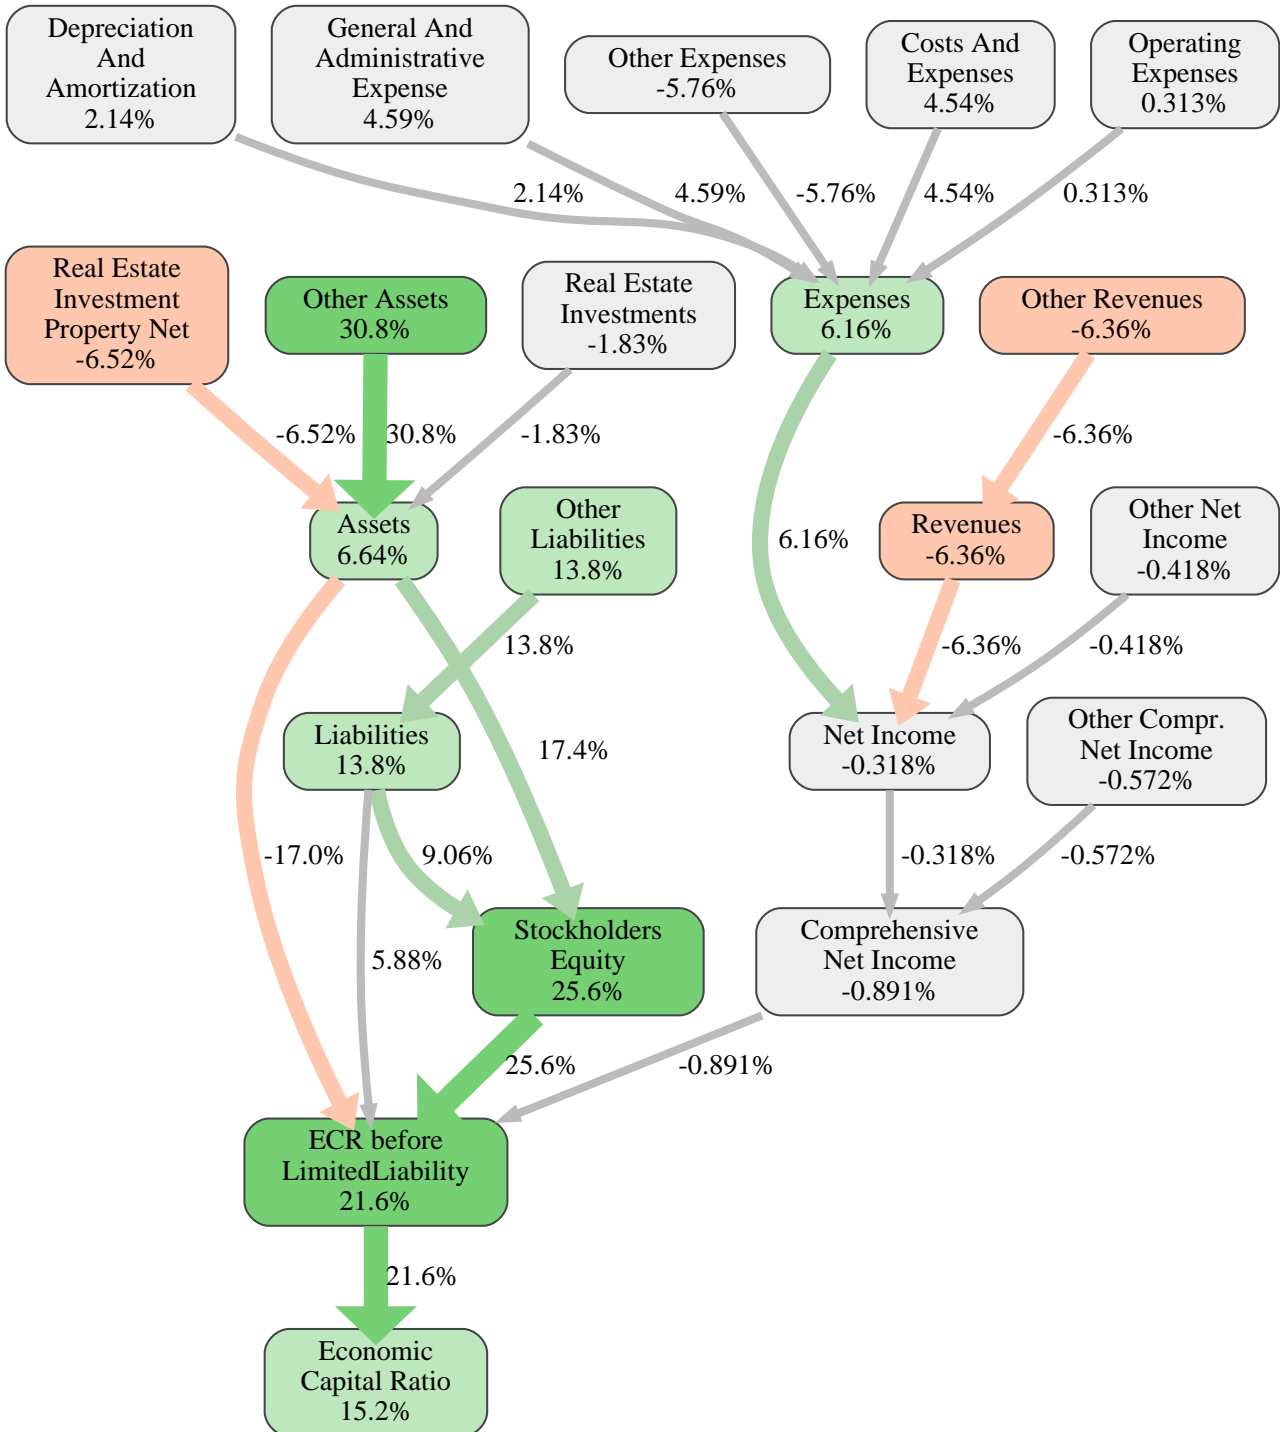 Depreciation
And
Amortization
2.14%
General And
Administrative
Expense
4.59%
Other Expenses
-5.76%
Costs And
Expenses
4.54%
Operating
Expenses
0.313%
2.14%
4.59%
-5.76%
4.54%
0.313%
Real Estate
Investment
Property Net
-6.52%
Other Assets
30.8%
Real Estate
Investments
-1.83%
Expenses
6.16%
Other Revenues
-6.36%
-6.52%
30.8%
-1.83%
-6.36%
Assets
6.64%
Other
Liabilities
13.8%
6.16%
Revenues
-6.36%
Other Net
Income
-0.418%
13.8%
-6.36%
-0.418%
Liabilities
13.8%
17.4%
Net Income
-0.318%
Other Compr.
Net Income
-0.572%
-17.0%
9.06%
-0.318%
-0.572%
5.88%
Stockholders
Equity
25.6%
Comprehensive
Net Income
-0.891%
25.6%
-0.891%
ECR before
LimitedLiability
21.6%
21.6%
Economic
Capital Ratio
15.2%